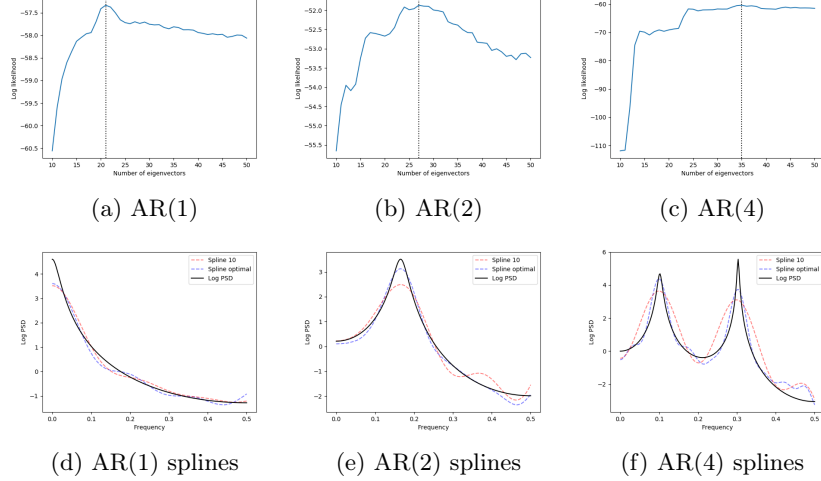 −57.5
−58.0
−58.5
−59.0
−59.5
−60.0
−60.5
10 15 20 25 30 35 40 45 50
Log likelihood
Number of eigenvectors
(a) AR(1)
−52.0
−52.5
−53.0
−53.5
−54.0
−54.5
−55.0
−55.5
10 15 20 25 30 35 40 45 50
Log likelihood
Number of eigenvectors
(b) AR(2)
−60
−70
−80
−90
−100
−110
10 15 20 25 30 35 40 45 50
Log likelihood
Number of eigenvectors
(c) AR(4)
4
3
2
1
0
−1
0.0 0.1 0.2 0.3 0.4 0.5
Log PSD
Frequency
Spline 10
Spline optimal
Log PSD
(d) AR(1) splines
3
2
1
0
−1
−2
0.0 0.1 0.2 0.3 0.4 0.5
Log PSD
Frequency
Spline 10
Spline optimal
Log PSD
(e) AR(2) splines
6
4
2
0
−2
0.0 0.1 0.2 0.3 0.4 0.5
Log PSD
Frequency
Spline 10
Spline optimal
Log PSD
(f) AR(4) splines